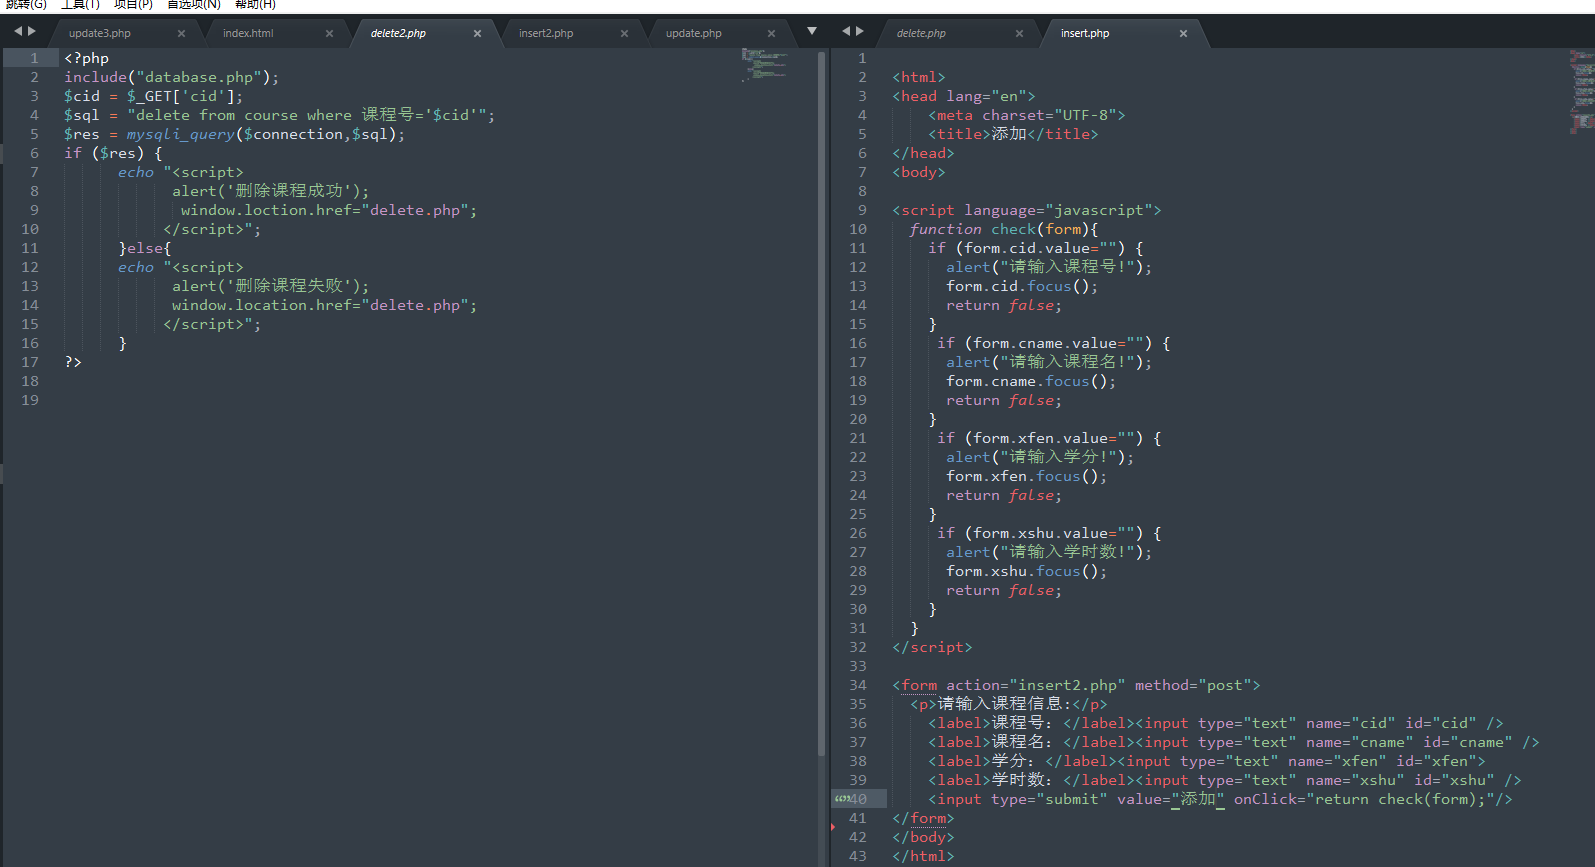 跳转(G) 工具(T) 项目(P) 首选项(N) 帮助(H)
update3.php × index.html × delete2.php × insert2.php × update.php ×
1 <?php
2 include("database.php");
3 $cid = $_GET['cid'];
4 $sql = "delete from course where 课程号='$cid'";
5 $res = mysqli_query($connection,$sql);
6 if ($res) {
7 echo "<script>
8 alert('删除课程成功');
9 window.loction.href="delete.php";
10 </script>";
11 }else{
12 echo "<script>
13 alert('删除课程失败');
14 window.location.href="delete.php";
15 </script>";
16 }
17 ?>
18
19
delete.php × insert.php ×
1
2 <html>
3 <head lang="en">
4 <meta charset="UTF-8">
5 <title>添加</title>
6 </head>
7 <body>
8
9 <script language="javascript">
10 function check(form){
11 if (form.cid.value="") {
12 alert("请输入课程号!");
13 form.cid.focus();
14 return false;
15 }
16 if (form.cname.value="") {
17 alert("请输入课程名!");
18 form.cname.focus();
19 return false;
20 }
21 if (form.xfen.value="") {
22 alert("请输入学分!");
23 form.xfen.focus();
24 return false;
25 }
26 if (form.xshu.value="") {
27 alert("请输入学时数!");
28 form.xshu.focus();
29 return false;
30 }
31 }
32 </script>
33
34 <form action="insert2.php" method="post">
35 <p>请输入课程信息:</p>
36 <label>课程号：</label><input type="text" name="cid" id="cid" />
37 <label>课程名：</label><input type="text" name="cname" id="cname" />
38 <label>学分：</label><input type="text" name="xfen" id="xfen">
39 <label>学时数：</label><input type="text" name="xshu" id="xshu" />
40 <input type="submit" value="添加" onClick="return check(form);"/>
41 </form>
42 </body>
43 </html>